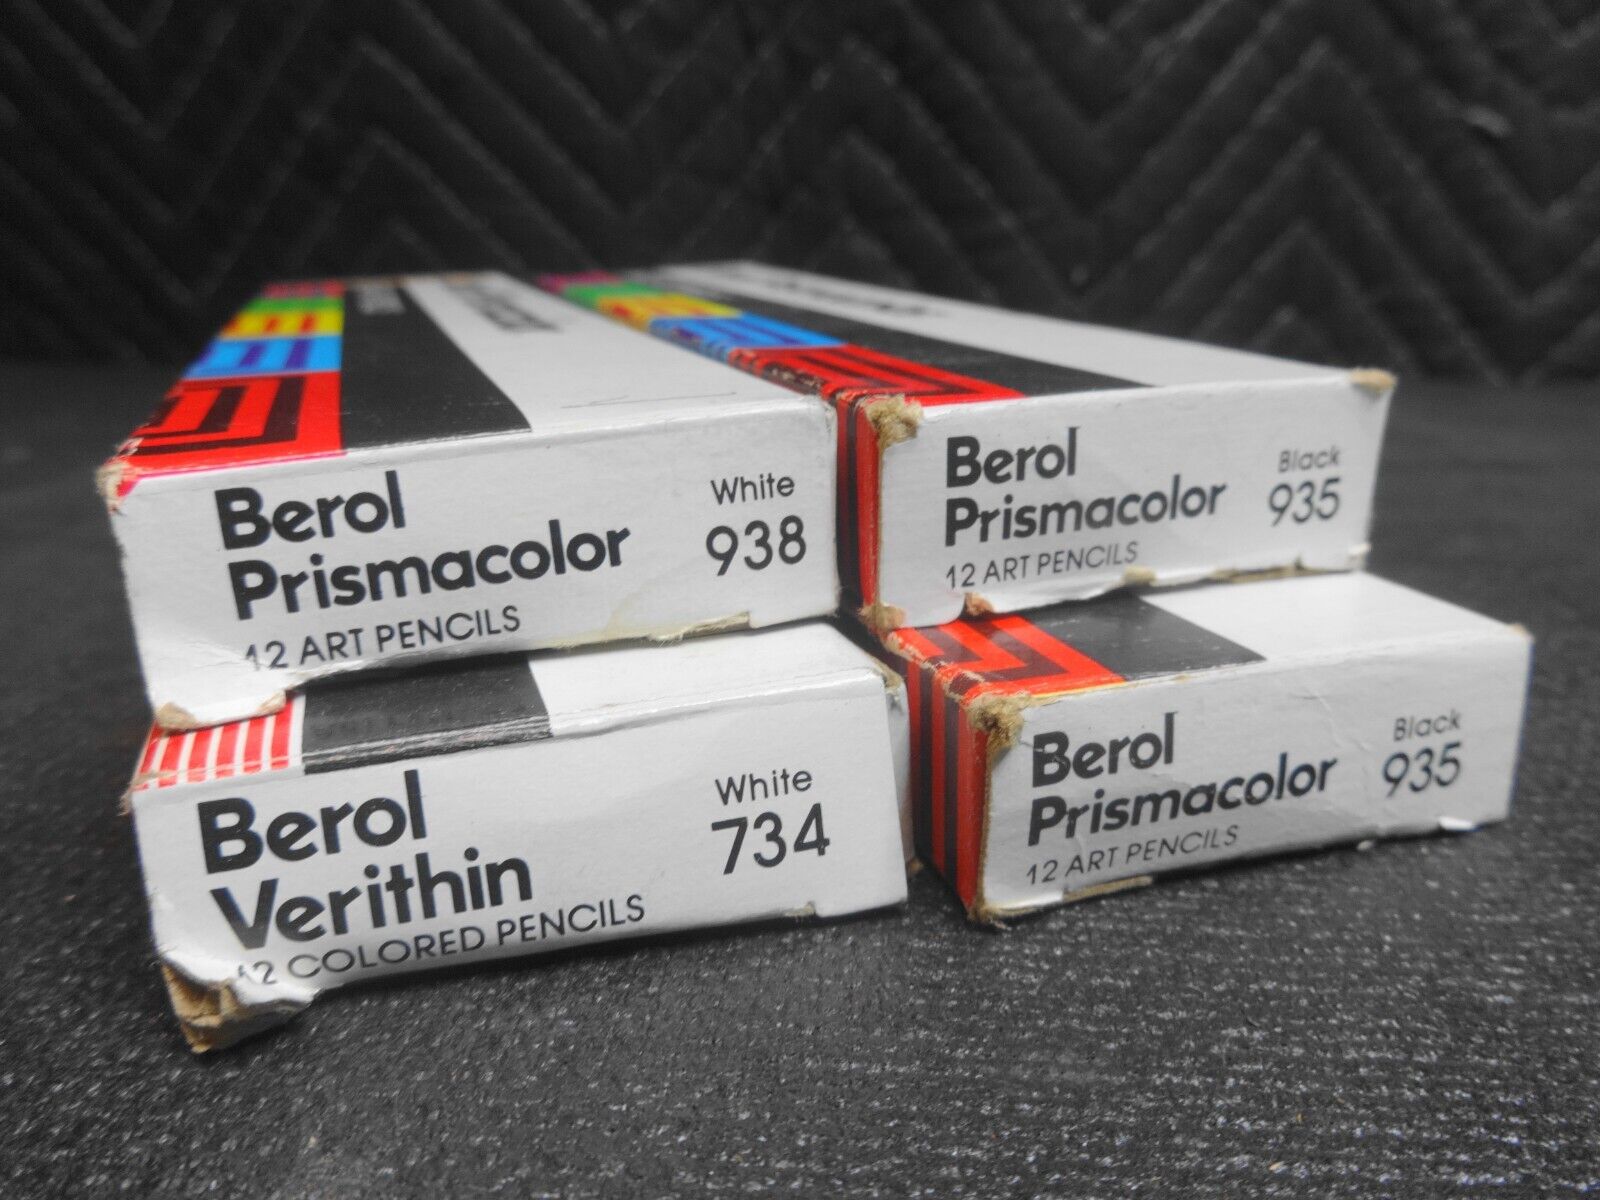 Berol
Prismacolor
12 ART PENCILS
White
938
Berol
Prismacolor
12 ART PENCILS
Black
935
Berol
Verithin
12 COLORED PENCILS
White
734
Berol
Prismacolor
12 ART PENCILS
Black
935